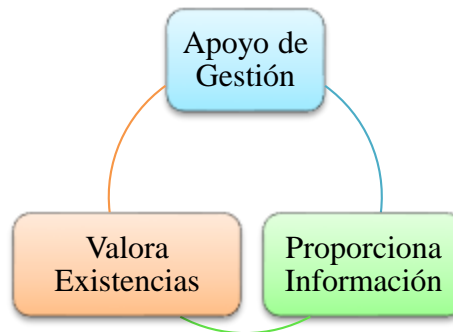 Apoyo de
Gestión
Valora
Existencias
Proporciona
Información